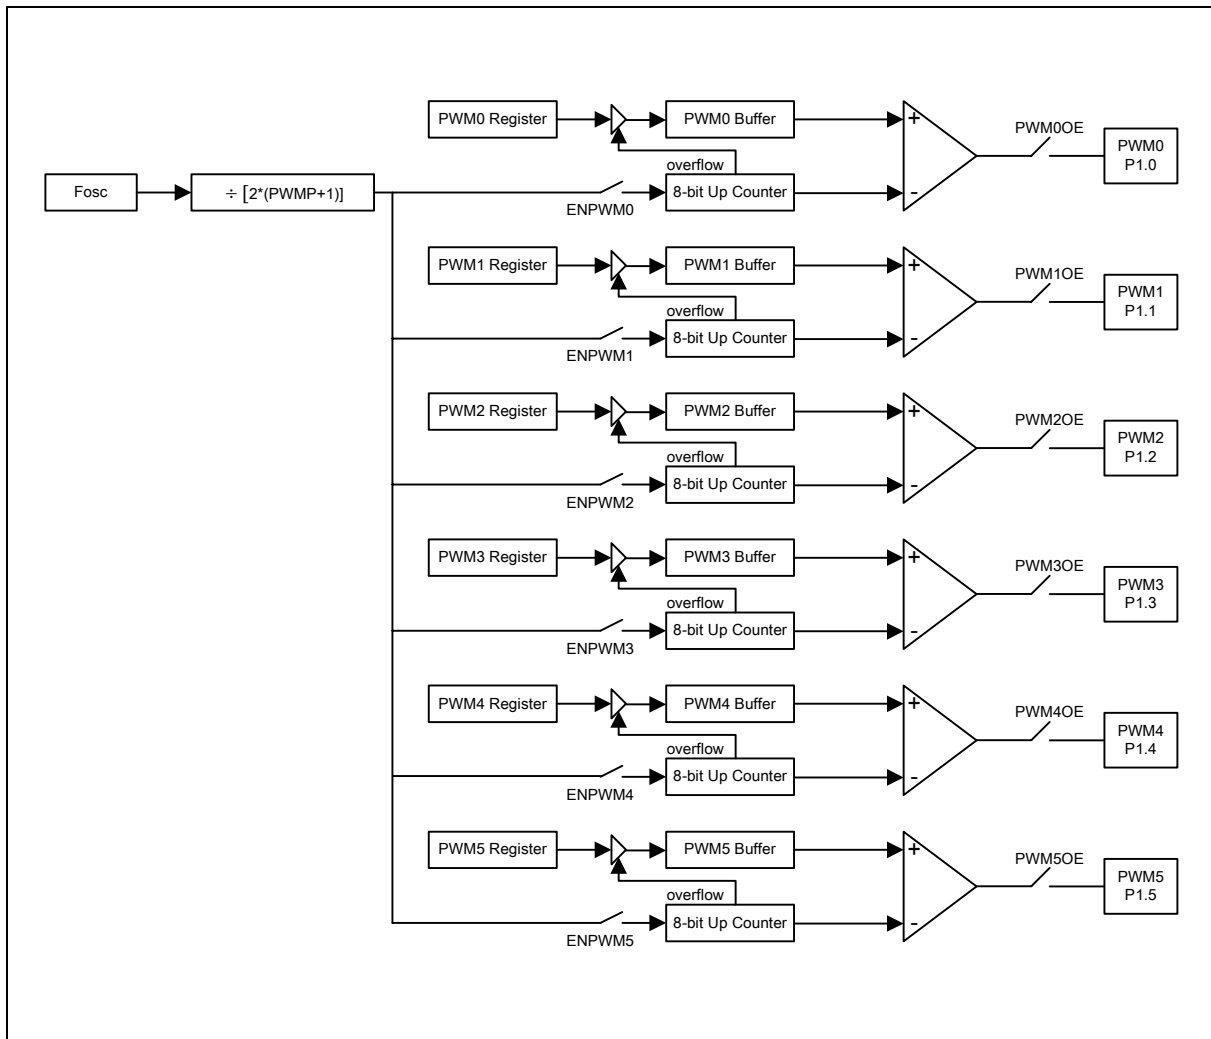 PWM0 Register
PWM0 Buffer
+
PWM0OE
PWM0
P1.0
overflow
Fosc
÷ [2*(PWMP+1)]
ENPWM0
8-bit Up Counter
-
PWM1 Register
PWM1 Buffer
+
PWM1OE
PWM1
P1.1
overflow
ENPWM1
8-bit Up Counter
-
PWM2 Register
PWM2 Buffer
+
PWM2OE
PWM2
P1.2
overflow
ENPWM2
8-bit Up Counter
-
PWM3 Register
PWM3 Buffer
+
PWM3OE
PWM3
P1.3
overflow
ENPWM3
8-bit Up Counter
-
PWM4 Register
PWM4 Buffer
+
PWM4OE
PWM4
P1.4
overflow
ENPWM4
8-bit Up Counter
-
PWM5 Register
PWM5 Buffer
+
PWM5OE
PWM5
P1.5
overflow
ENPWM5
8-bit Up Counter
-